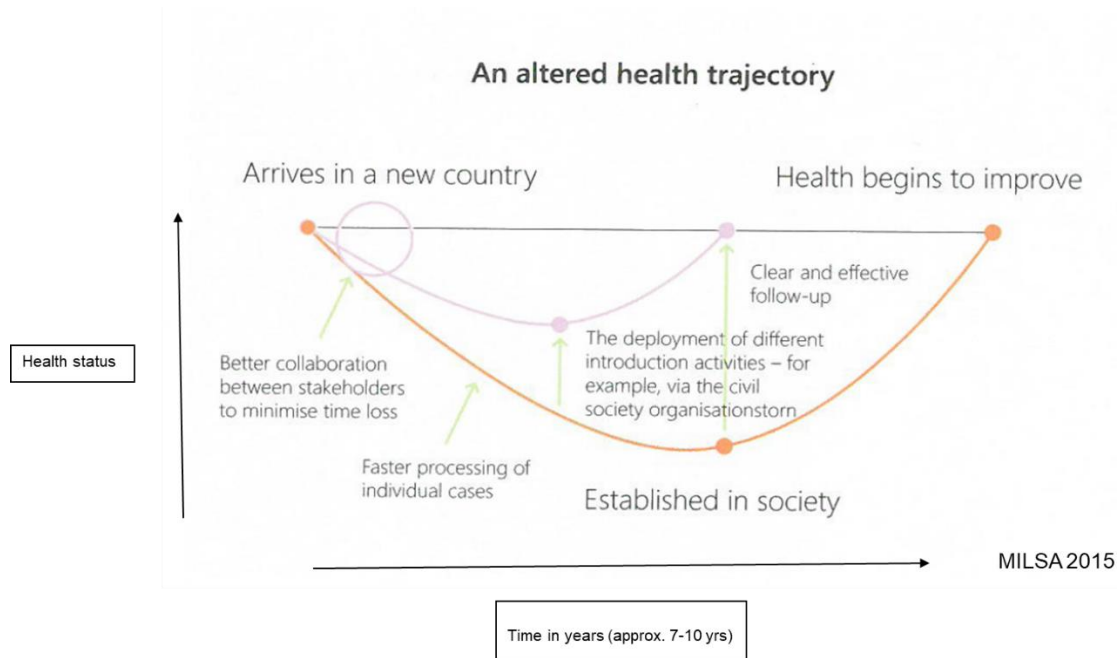 An altered health trajectory
Arrives in a new country
Health begins to improve
Clear and effective
follow-up
Health status
Better collaboration
between stakeholders
to minimise time loss
The deployment of different
introduction activities – for
example, via the civil
society organisationstorn
Faster processing of
individual cases
Established in society
MILSA 2015
Time in years (approx. 7-10 yrs)